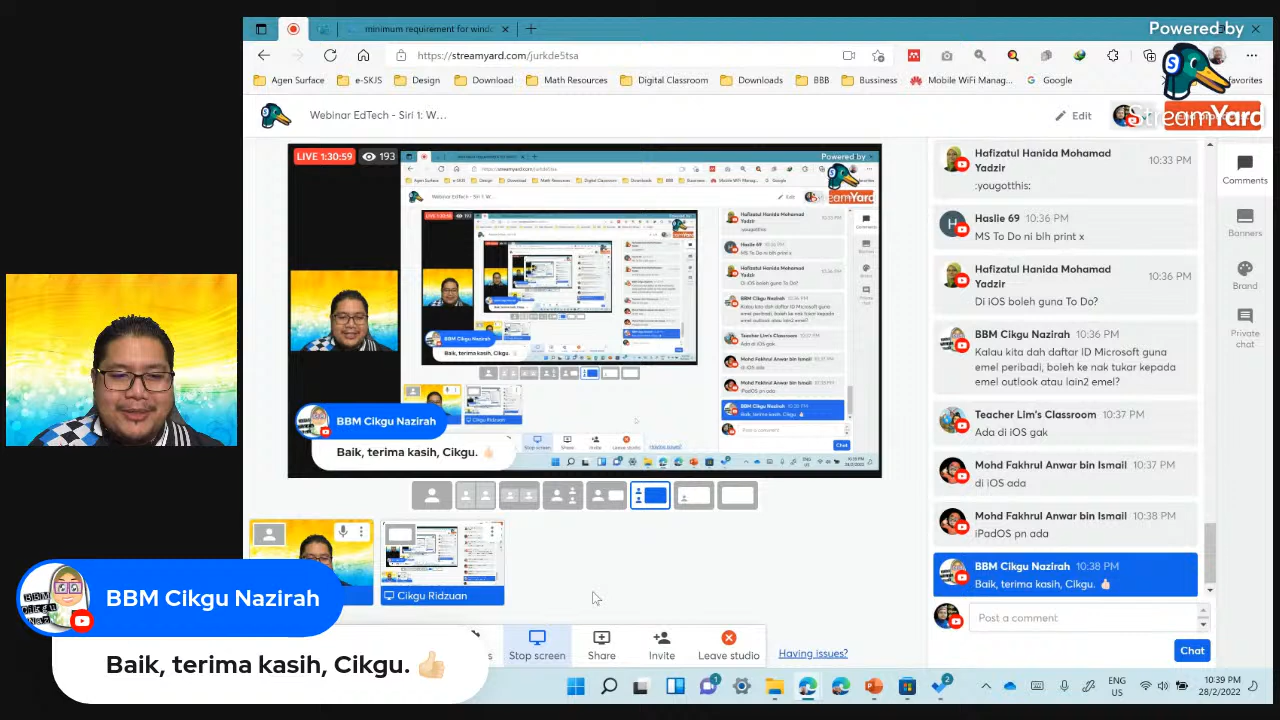 minimum requirement for windo
Powered by
https://streamyard.com/jurkde5tsa
Agen Surface
e-SKJS
Design
Download
Math Resources
Digital Classroom
Downloads
BBB
Bussiness
Mobile WiFi Manag...
Google
favorites
Webinar EdTech - Siri 1: W...
Edit
StreamYard
LIVE 1:30:59
193
BBM Cikgu Nazirah
Baik, terima kasih, Cikgu. 👍🏻
Cikgu Ridzuan
Stop screen
Share
Invite
Leave studio
Having issues?
Hafizatul Hanida Mohamad
Yadzir
10:33 PM
:yougotthis:
Haslie 69 10:36 PM
MS To Do ni blh print x
Hafizatul Hanida Mohamad
Yadzir
10:36 PM
Di iOS boleh guna To Do?
BBM Cikgu Nazirah 10:36 PM
Kalau kita dah daftar ID Microsoft guna
emel peribadi, boleh ke nak tukar kepada
emel outlook atau lain2 emel?
Teacher Lim's Classroom 10:37 PM
Ada di iOS gak..
Mohd Fakhrul Anwar bin Ismail 10:37 PM
di iOS ada
Mohd Fakhrul Anwar bin Ismail 10:38 PM
iPadOS pn ada
BBM Cikgu Nazirah 10:38 PM
Baik, terima kasih, Cikgu. 👍🏻
Post a comment
Chat
Comments
Banners
Brand
Private
chat
BBM Cikgu Nazirah
Baik, terima kasih, Cikgu. 👍🏻
ENG
US
10:39 PM
28/2/2022
2
2